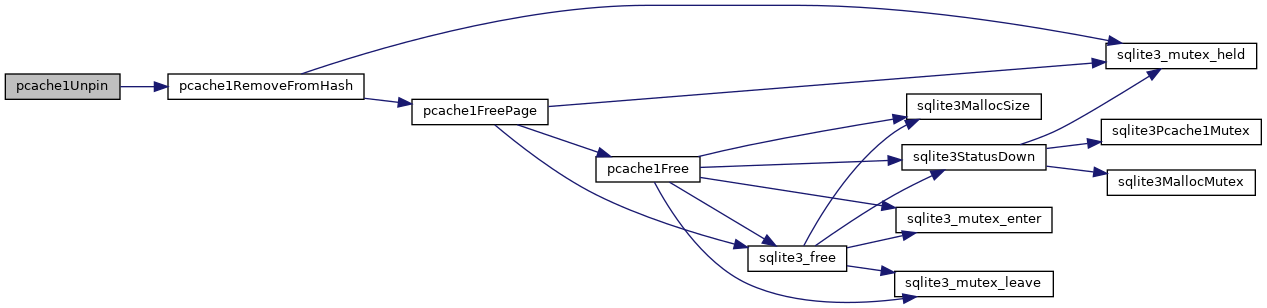 pcache1Unpin
pcache1RemoveFromHash
pcache1FreePage
pcache1Free
sqlite3_free
sqlite3MallocSize
sqlite3StatusDown
sqlite3_mutex_enter
sqlite3_mutex_leave
sqlite3_mutex_held
sqlite3Pcache1Mutex
sqlite3MallocMutex